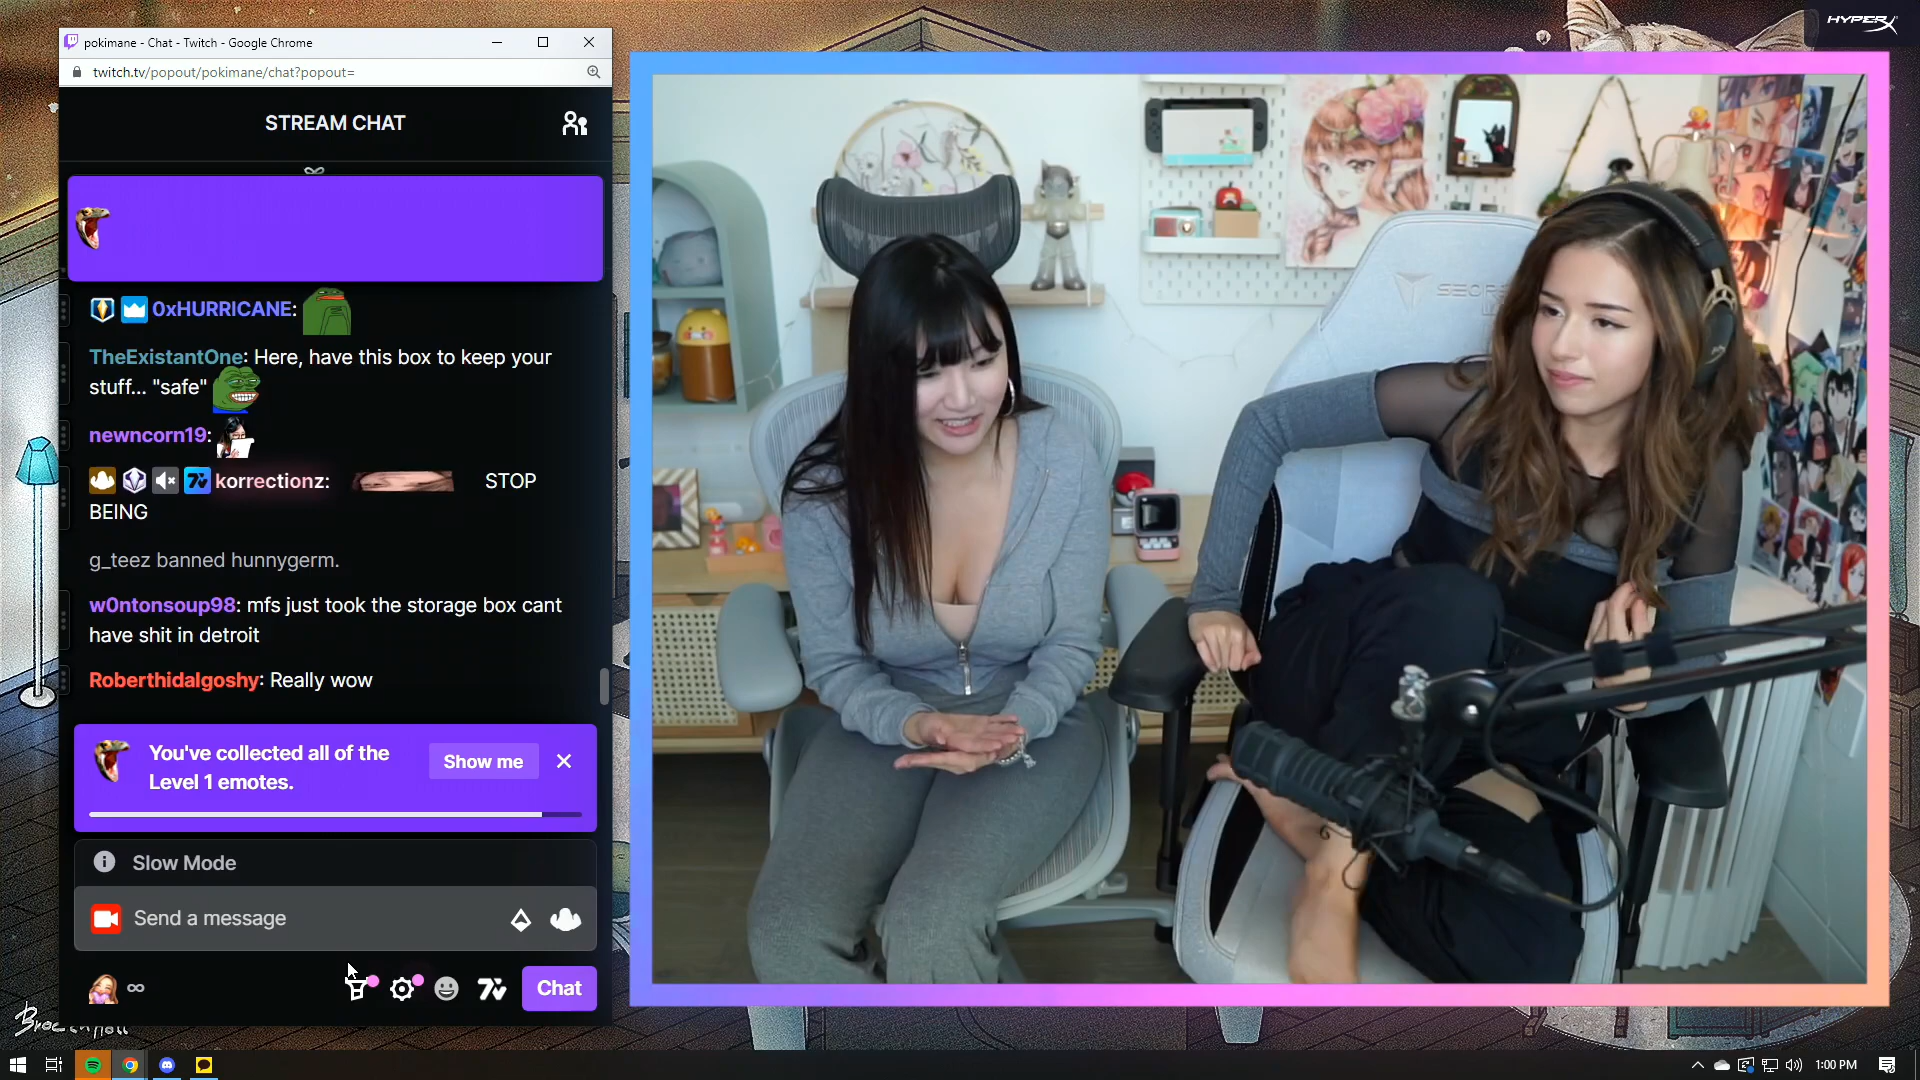 HYPERX
pokimane - Chat - Twitch - Google Chrome
twitch.tv/popout/pokimane/chat?popout=
STREAM CHAT
0xHURRICANE:
TheExistantOne: Here, have this box to keep your
stuff... "safe"
newncorn19:
korrectionz: STOP
BEING
g_teez banned hunnygerm.
w0ntonsoup98: mfs just took the storage box cant
have shit in detroit
Roberthidalgoshy: Really wow
You've collected all of the
Level 1 emotes.
Show me
Slow Mode
Send a message
Chat
1:00 PM